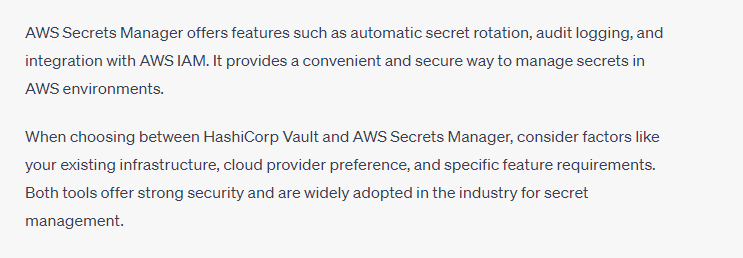 AWS Secrets Manager offers features such as automatic secret rotation, audit logging, and
integration with AWS IAM. It provides a convenient and secure way to manage secrets in
AWS environments.
When choosing between HashiCorp Vault and AWS Secrets Manager, consider factors like
your existing infrastructure, cloud provider preference, and specific feature requirements.
Both tools offer strong security and are widely adopted in the industry for secret
management.